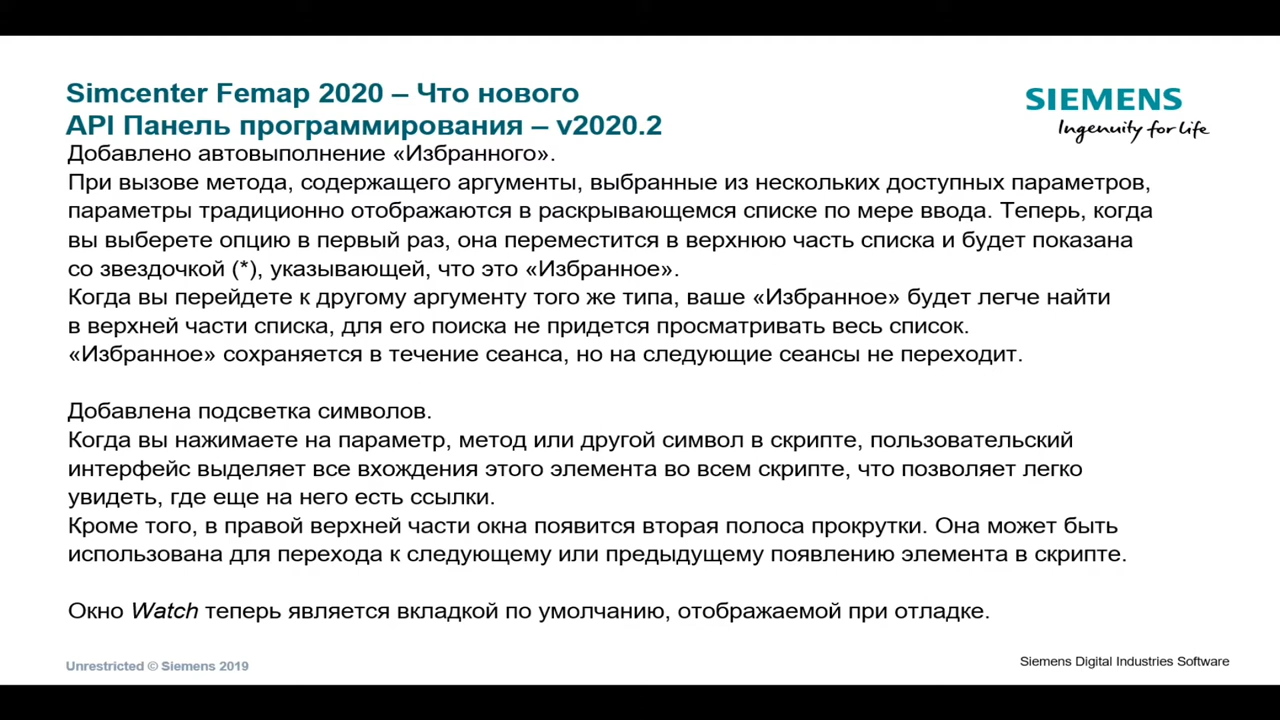 Simcenter Femap 2020 – Что нового
API Панель программирования – v2020.2
SIEMENS
Ingenuity for life
Добавлено автовыполнение «Избранного».
При вызове метода, содержащего аргументы, выбранные из нескольких доступных параметров,
параметры традиционно отображаются в раскрывающемся списке по мере ввода. Теперь, когда
вы выберете опцию в первый раз, она переместится в верхнюю часть списка и будет показана
со звездочкой (*), указывающей, что это «Избранное».
Когда вы перейдете к другому аргументу того же типа, ваше «Избранное» будет легче найти
в верхней части списка, для его поиска не придется просматривать весь список.
«Избранное» сохраняется в течение сеанса, но на следующие сеансы не переходит.
Добавлена подсветка символов.
Когда вы нажимаете на параметр, метод или другой символ в скрипте, пользовательский
интерфейс выделяет все вхождения этого элемента во всем скрипте, что позволяет легко
увидеть, где еще на него есть ссылки.
Кроме того, в правой верхней части окна появится вторая полоса прокрутки. Она может быть
использована для перехода к следующему или предыдущему появлению элемента в скрипте.
Окно Watch теперь является вкладкой по умолчанию, отображаемой при отладке.
Unrestricted © Siemens 2019
Siemens Digital Industries Software